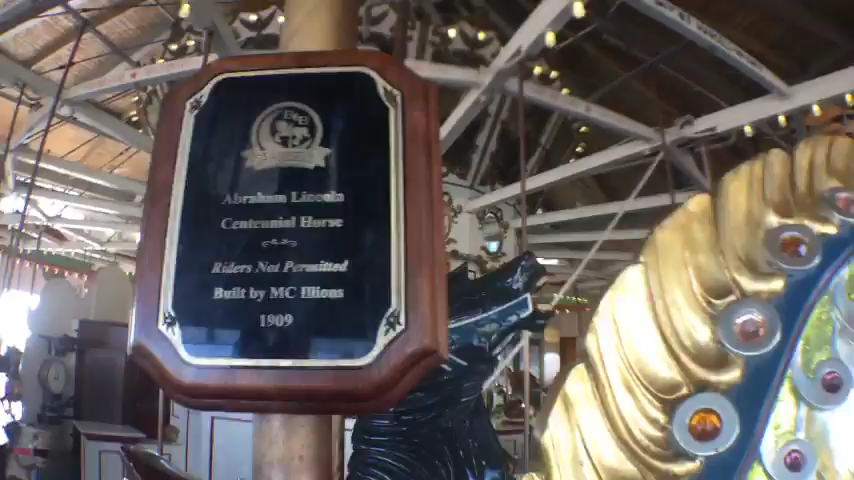 B&B
Abraham Lincoln
Centennial Horse
Riders Not Permitted
Built by MC Illions
1909